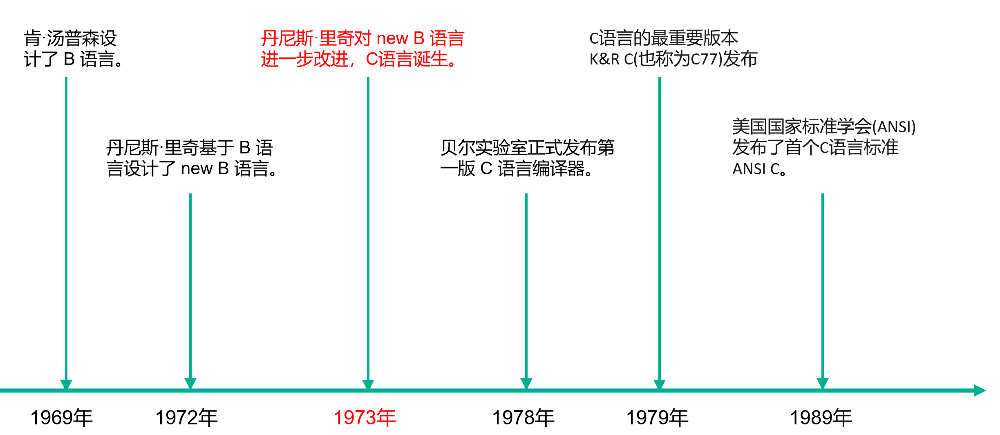 肯·汤普森设
计了 B 语言。
丹尼斯·里奇对 new B 语言
进一步改进，C语言诞生。
C语言的最重要版本
K&R C(也称为C77)发布
丹尼斯·里奇基于 B 语
言设计了 new B 语言。
贝尔实验室正式发布第
一版 C 语言编译器。
美国国家标准学会(ANSI)
发布了首个C语言标准
ANSI C。
1969年
1972年
1973年
1978年
1979年
1989年